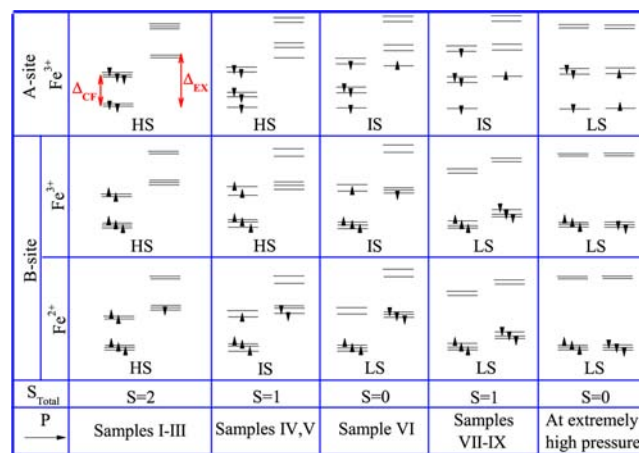 A-site
Fe3+
ΔCF
ΔEX
HS
HS
IS
IS
LS
B-site
Fe3+
HS
HS
IS
LS
LS
Fe2+
HS
IS
LS
LS
LS
STotal
S=2
S=1
S=0
S=1
S=0
P
Samples I-III
Samples IV,V
Sample VI
Samples
VII-IX
At extremely
high pressure